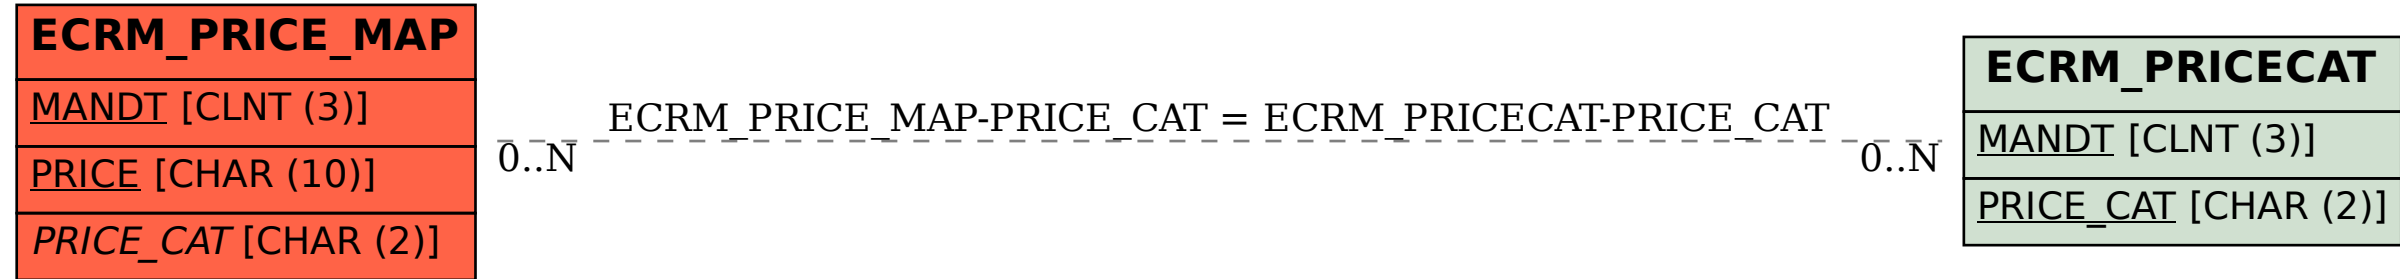 ECRM_PRICE_MAP
MANDT [CLNT (3)]
PRICE [CHAR (10)]
PRICE_CAT [CHAR (2)]
ECRM_PRICE_MAP-PRICE_CAT = ECRM_PRICECAT-PRICE_CAT
0..N
0..N
ECRM_PRICECAT
MANDT [CLNT (3)]
PRICE_CAT [CHAR (2)]